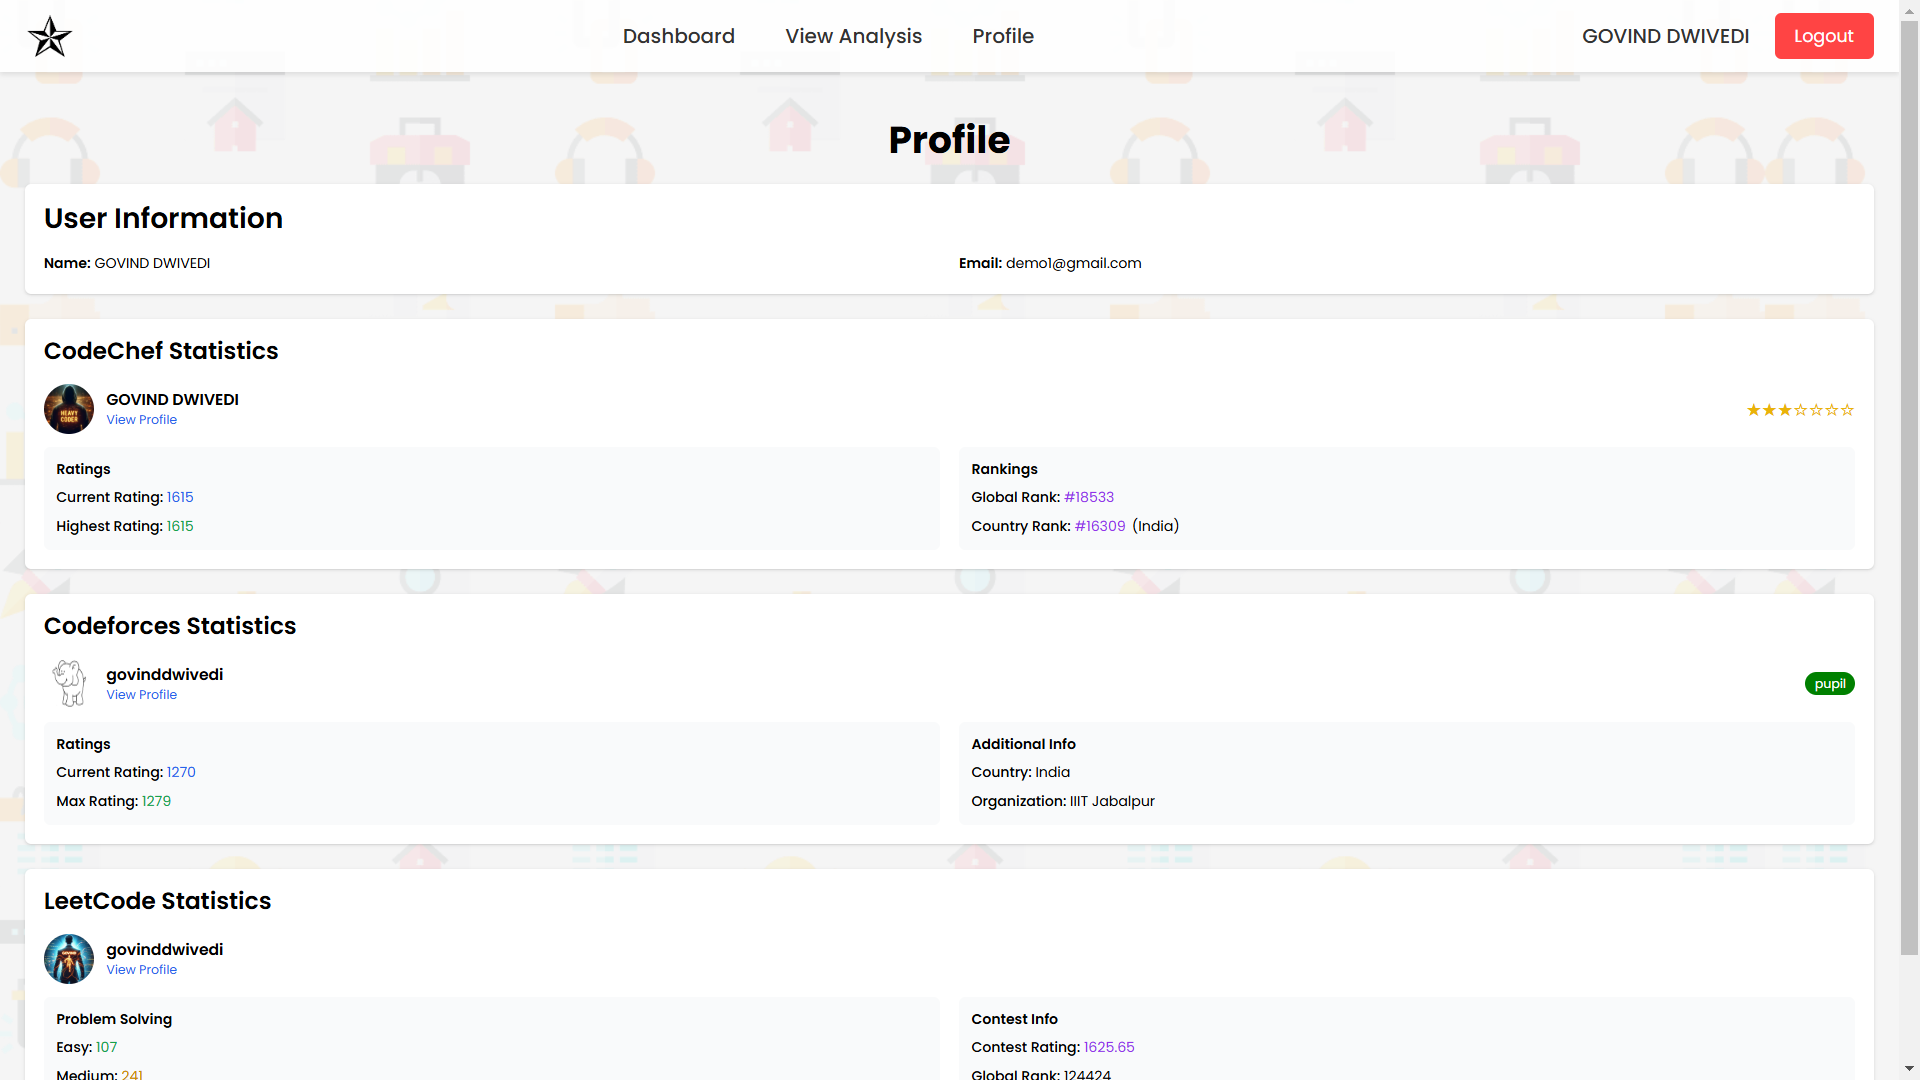 Dashboard View Analysis Profile GOVIND DWIVEDI Logout
Profile
User Information
Name: GOVIND DWIVEDI Email: demo1@gmail.com
CodeChef Statistics
HEAVY
CODER
GOVIND DWIVEDI
View Profile
★★★☆☆☆☆
Ratings
Current Rating: 1615
Highest Rating: 1615
Rankings
Global Rank: #18533
Country Rank: #16309 (India)
Codeforces Statistics
govinddwivedi
View Profile
pupil
Ratings
Current Rating: 1270
Max Rating: 1279
Additional Info
Country: India
Organization: IIIT Jabalpur
LeetCode Statistics
govinddwivedi
View Profile
Problem Solving
Easy: 107
Medium: 241
Contest Info
Contest Rating: 1625.65
Global Rank: 124424